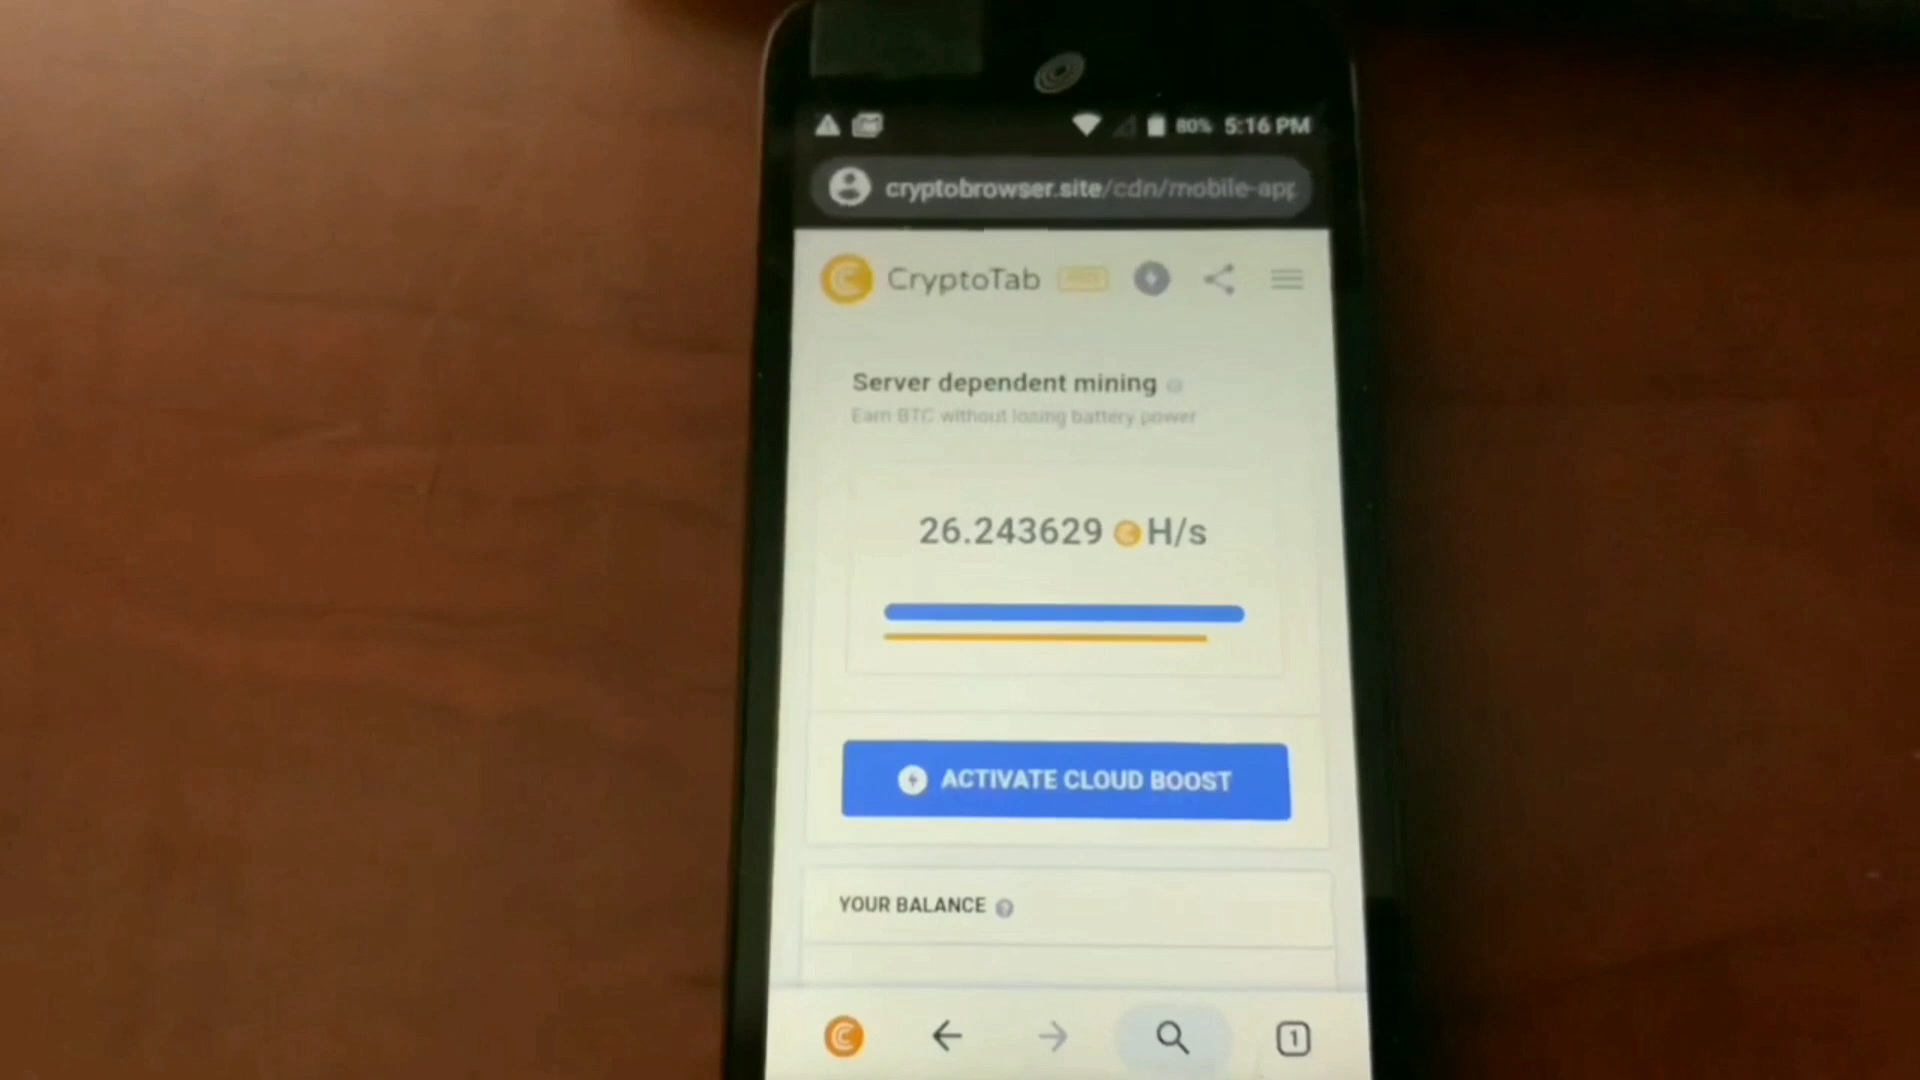 80% 5:16 PM
cryptobrowser.site/cdn/mobile-app
CryptoTab PRO
Server dependent mining
Earn BTC without losing battery power
26.243629 H/s
ACTIVATE CLOUD BOOST
YOUR BALANCE ?
1